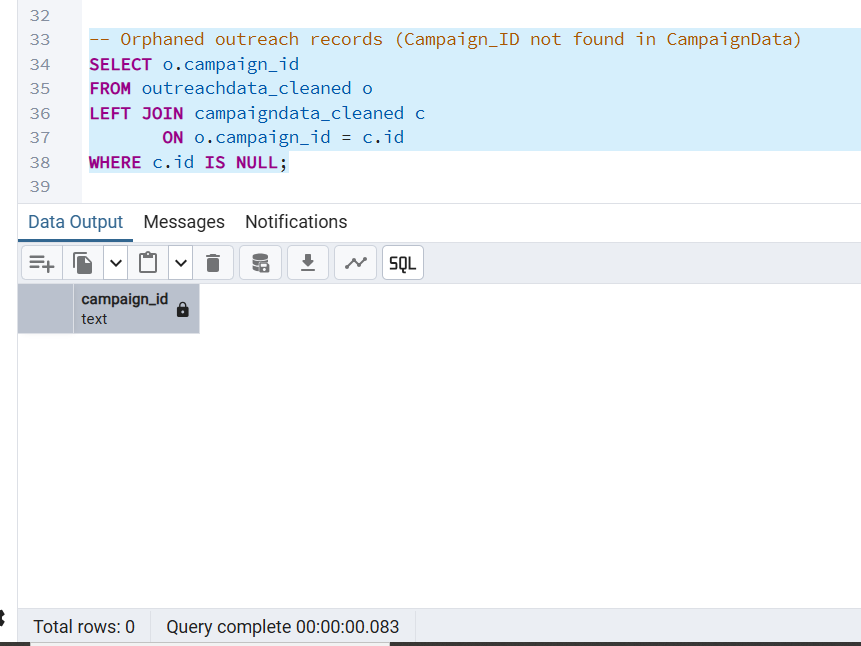 32
33 -- Orphaned outreach records (Campaign_ID not found in CampaignData)
34 SELECT o.campaign_id
35 FROM outreachdata_cleaned o
36 LEFT JOIN campaigndata_cleaned c
37 ON o.campaign_id = c.id
38 WHERE c.id IS NULL;
39
Data Output Messages Notifications
SQL
campaign_id
text
Total rows: 0 Query complete 00:00:00.083